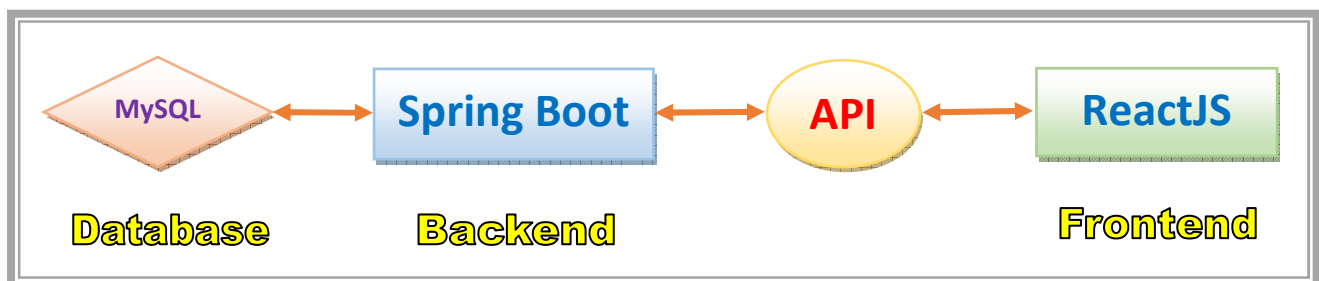 MySQL
Spring Boot
API
ReactJS
Database
Backend
Frontend